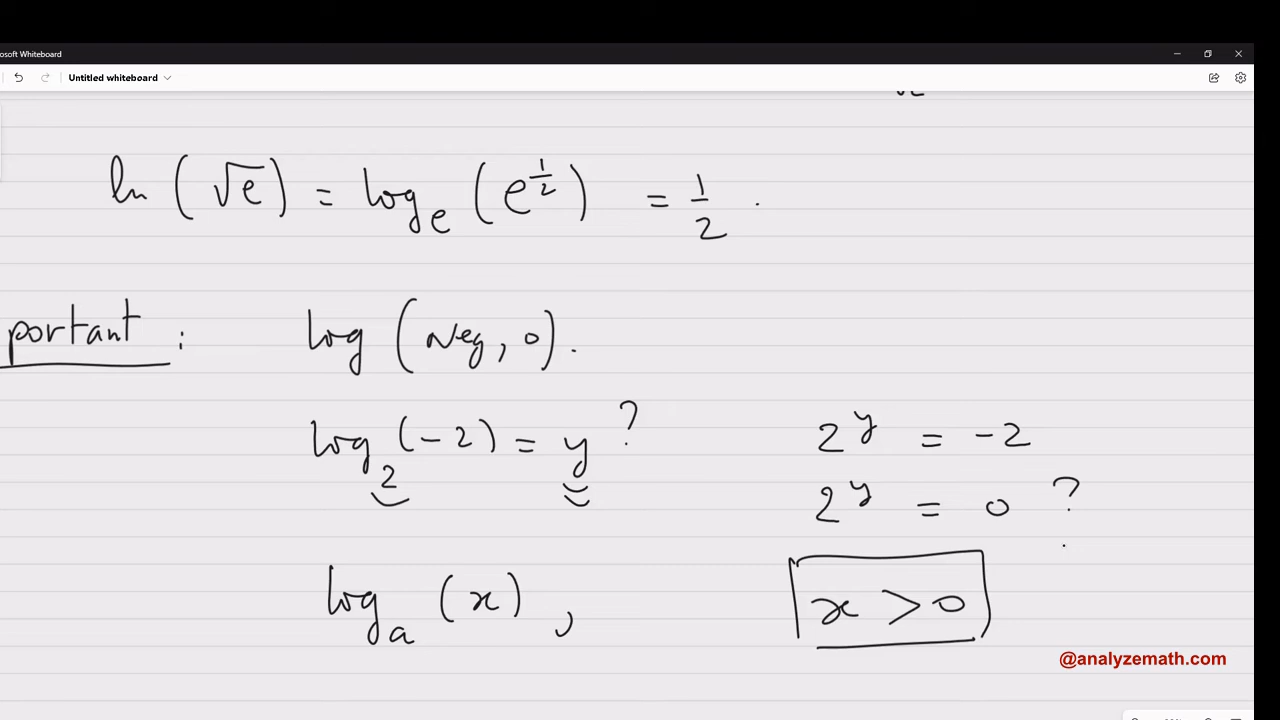 osoft Whiteboard
Untitled whiteboard
ln (√e) = log_e (e^{1/2}) = 1/2 .
portant : log (Neg, 0).
log_2 (-2) = y ? 2^y = -2
2^y = 0 ?
log_a (x) , x > 0
@analyzemath.com